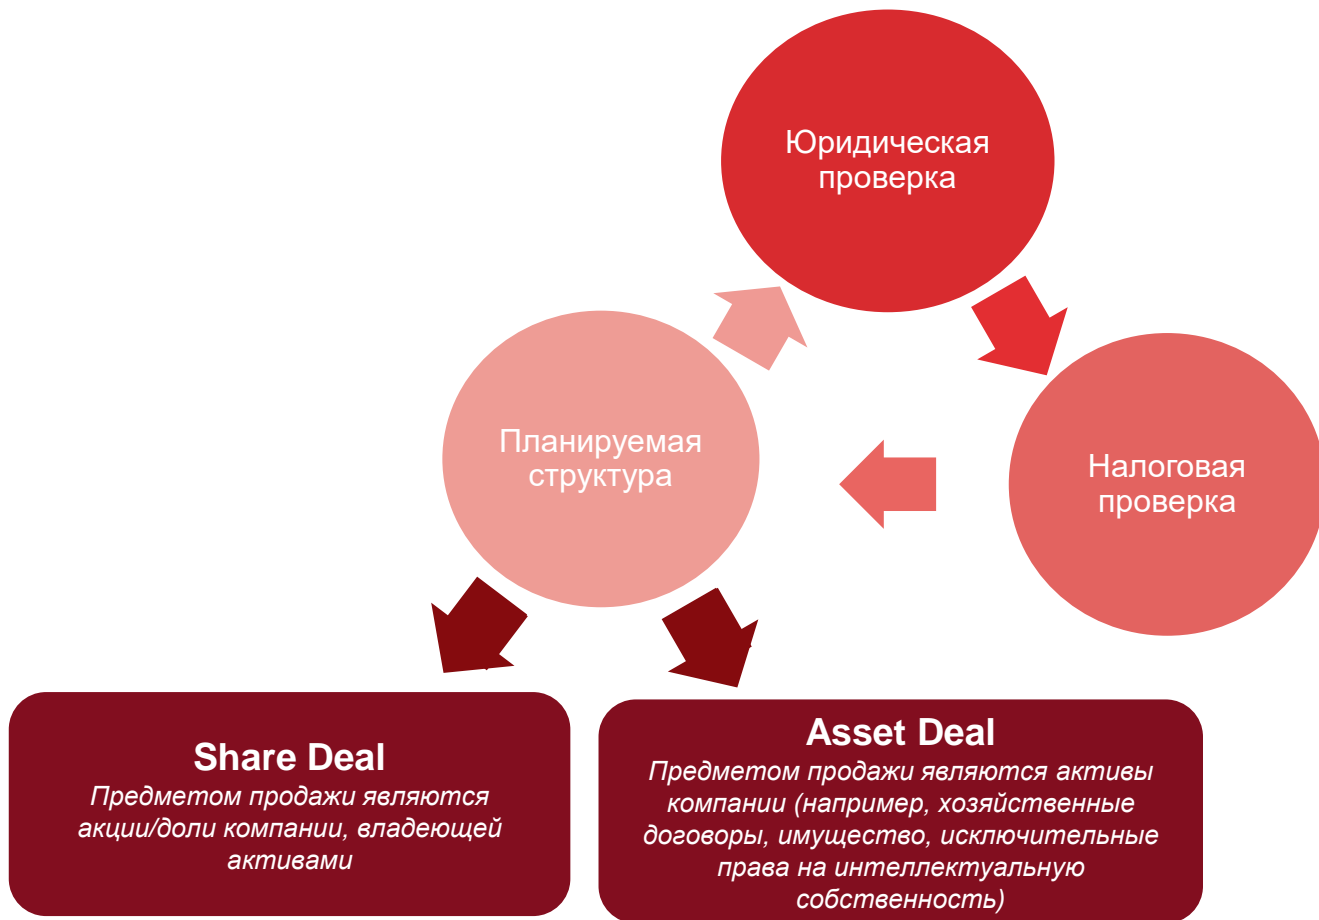 Юридическая
проверка
Планируемая
структура
Налоговая
проверка
Share Deal
Предметом продажи являются
акции/доли компании, владеющей
активами
Asset Deal
Предметом продажи являются активы
компании (например, хозяйственные
договоры, имущество, исключительные
права на интеллектуальную
собственность)